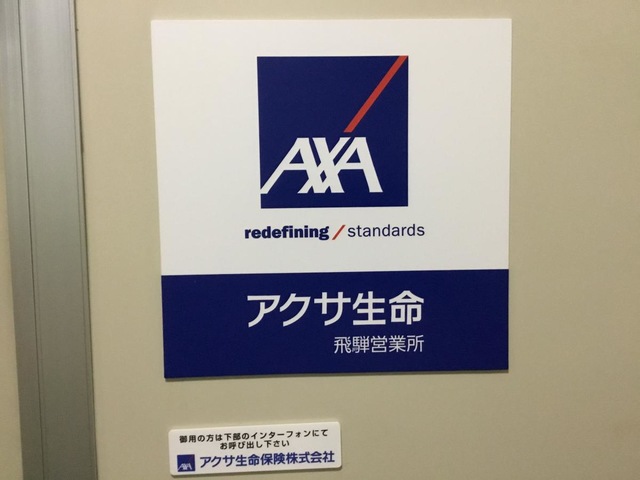 AXA
redefining / standards
アクサ生命
飛騨営業所
御用の方は下部のインターフォンにて
お呼び出し下さい
AXA アクサ生命保険株式会社